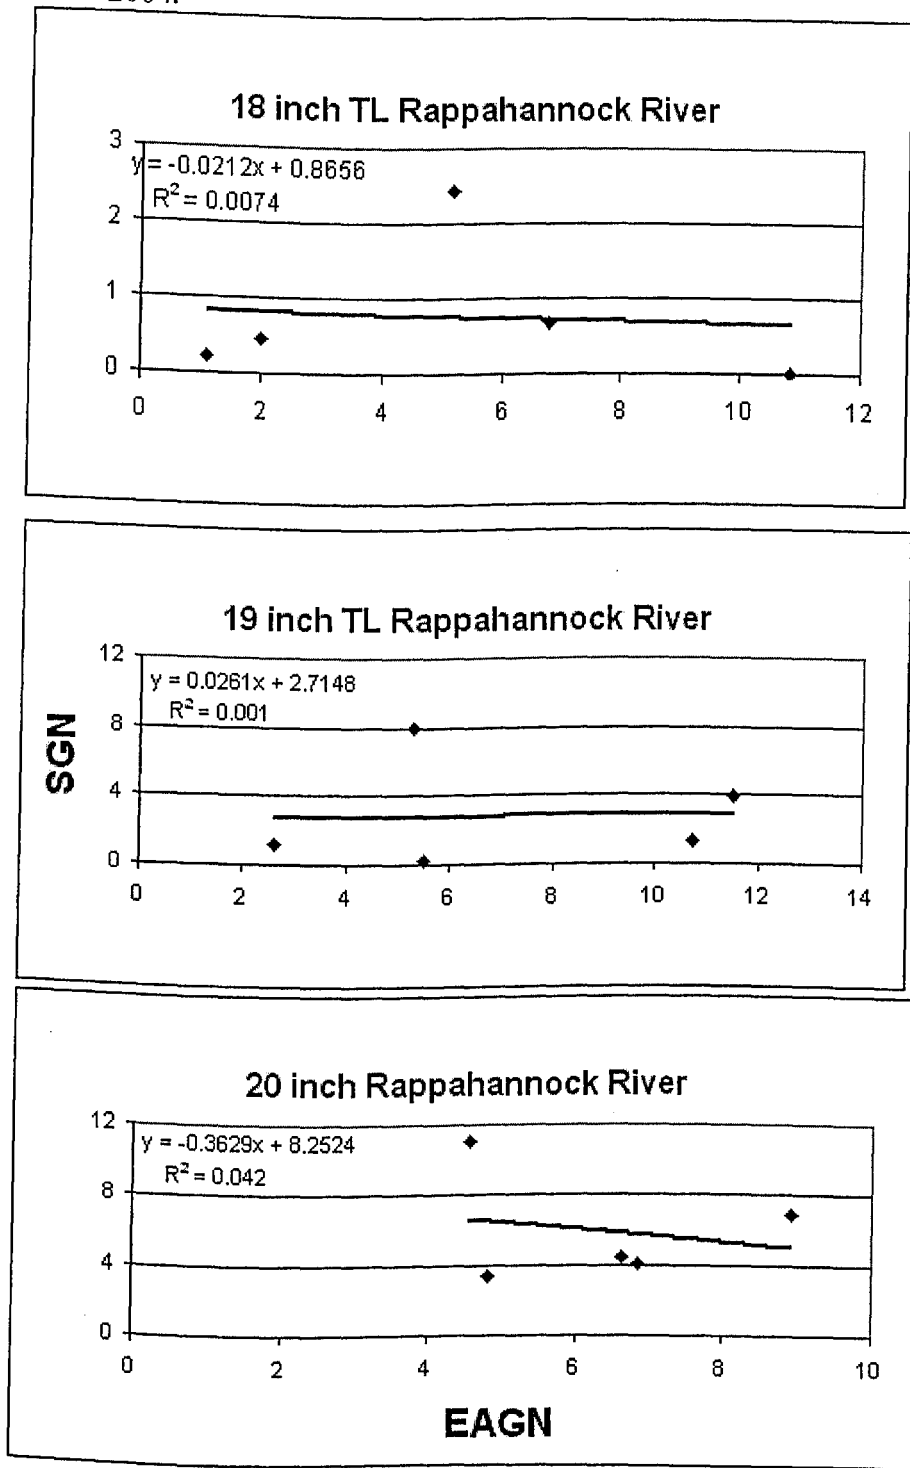 18 inch TL Rappahannock River
3
y = -0.0212x + 0.8656
R² = 0.0074
2
1
0
0 2 4 6 8 10 12
19 inch TL Rappahannock River
12
y = 0.0261x + 2.7148
R² = 0.001
8
SGN
4
0
0 2 4 6 8 10 12 14
20 inch Rappahannock River
12
y = -0.3629x + 8.2524
R² = 0.042
8
4
0
0 2 4 6 8 10
EAGN